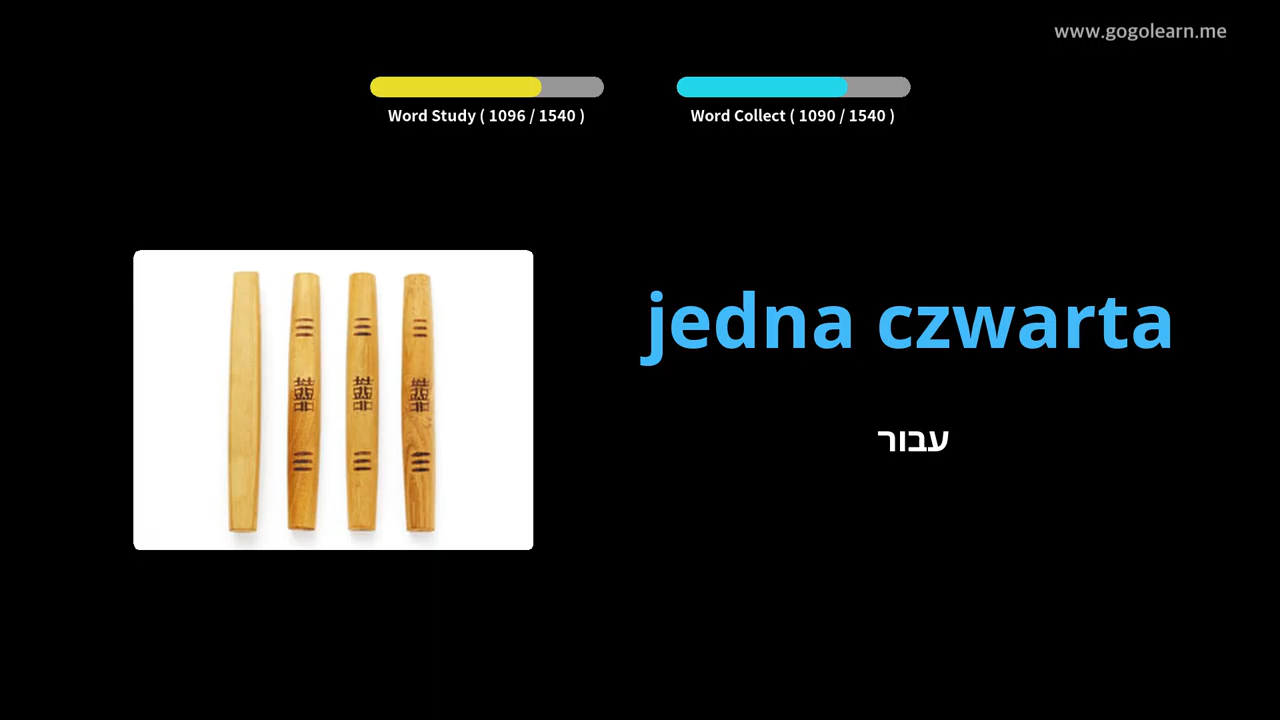 www.gogolearn.me
Word Study ( 1096 / 1540 )
Word Collect ( 1090 / 1540 )
jedna czwarta
עבור